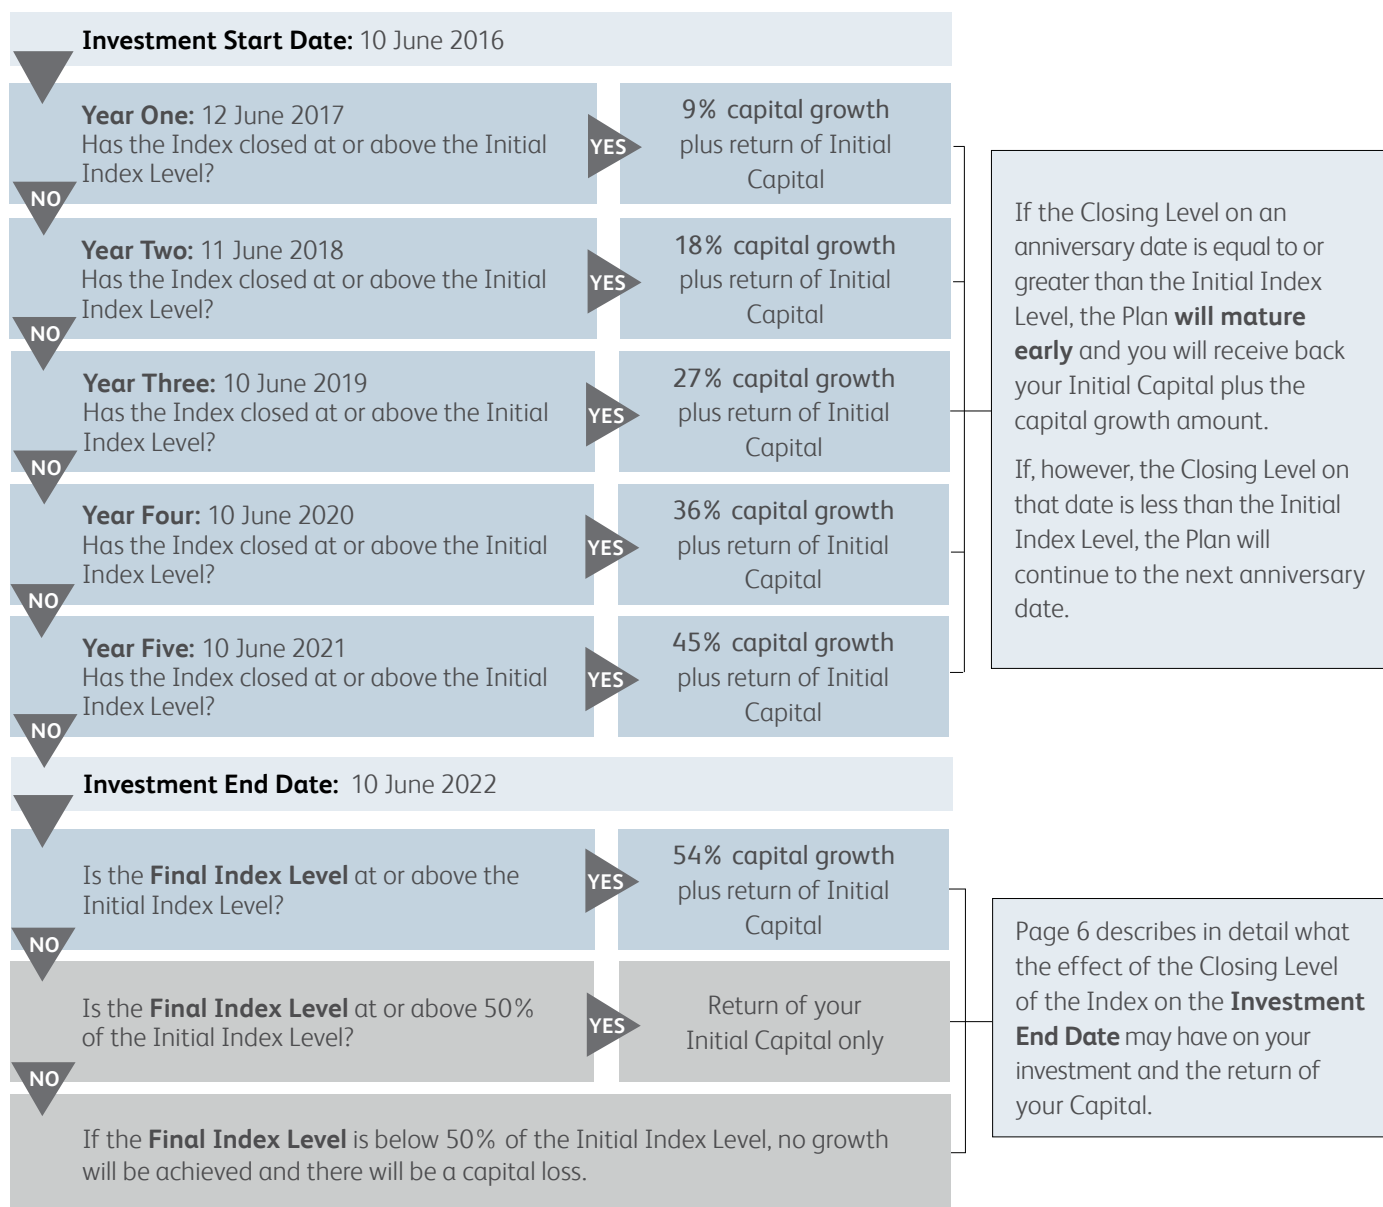 Investment Start Date: 10 June 2016
Year One: 12 June 2017
Has the Index closed at or above the Initial
Index Level?
YES
9% capital growth
plus return of Initial
Capital
NO
Year Two: 11 June 2018
Has the Index closed at or above the Initial
Index Level?
YES
18% capital growth
plus return of Initial
Capital
NO
Year Three: 10 June 2019
Has the Index closed at or above the Initial
Index Level?
YES
27% capital growth
plus return of Initial
Capital
NO
Year Four: 10 June 2020
Has the Index closed at or above the Initial
Index Level?
YES
36% capital growth
plus return of Initial
Capital
NO
Year Five: 10 June 2021
Has the Index closed at or above the Initial
Index Level?
YES
45% capital growth
plus return of Initial
Capital
NO
If the Closing Level on an
anniversary date is equal to or
greater than the Initial Index
Level, the Plan will mature
early and you will receive back
your Initial Capital plus the
capital growth amount.
If, however, the Closing Level on
that date is less than the Initial
Index Level, the Plan will
continue to the next anniversary
date.
Investment End Date: 10 June 2022
Is the Final Index Level at or above the
Initial Index Level?
YES
54% capital growth
plus return of Initial
Capital
NO
Is the Final Index Level at or above 50%
of the Initial Index Level?
YES
Return of your
Initial Capital only
NO
If the Final Index Level is below 50% of the Initial Index Level, no growth
will be achieved and there will be a capital loss.
Page 6 describes in detail what
the effect of the Closing Level
of the Index on the Investment
End Date may have on your
investment and the return of
your Capital.